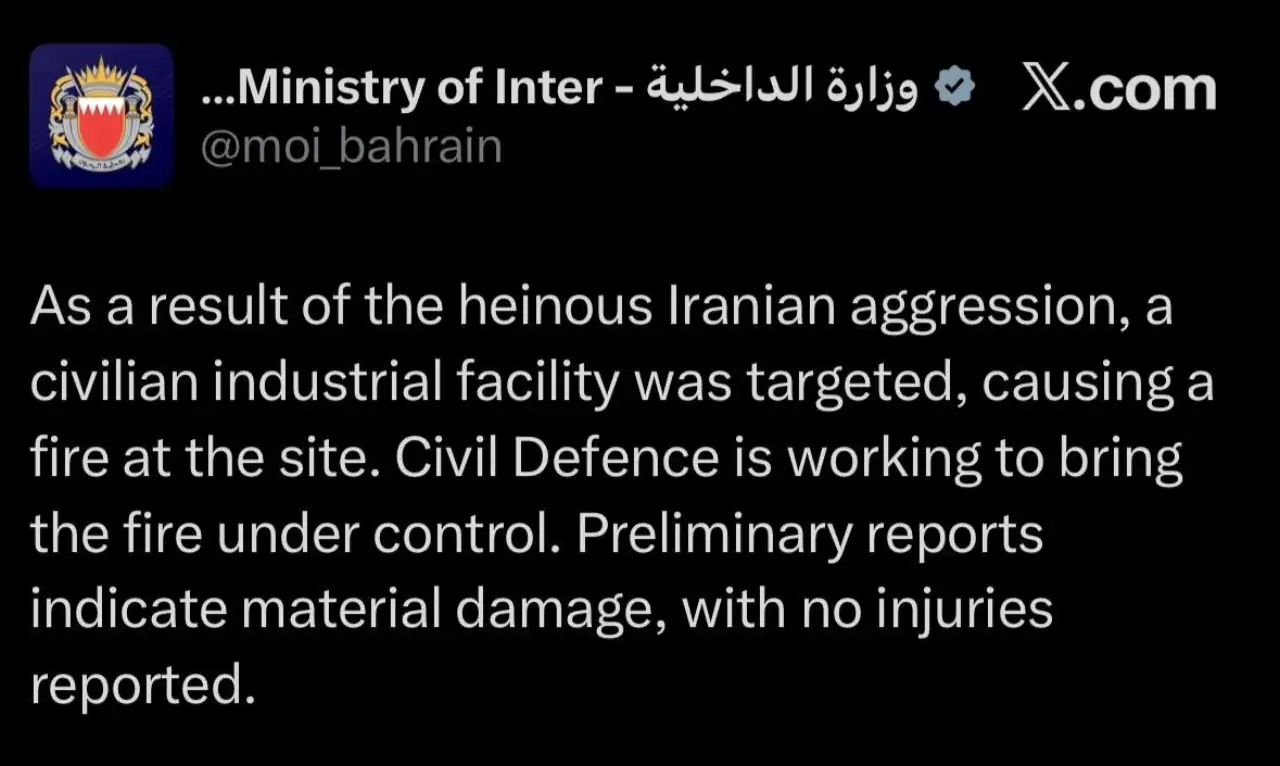 ...Ministry of Inter - وزارة الداخلية
X.com
@moi_bahrain
As a result of the heinous Iranian aggression, a
civilian industrial facility was targeted, causing a
fire at the site. Civil Defence is working to bring
the fire under control. Preliminary reports
indicate material damage, with no injuries
reported.